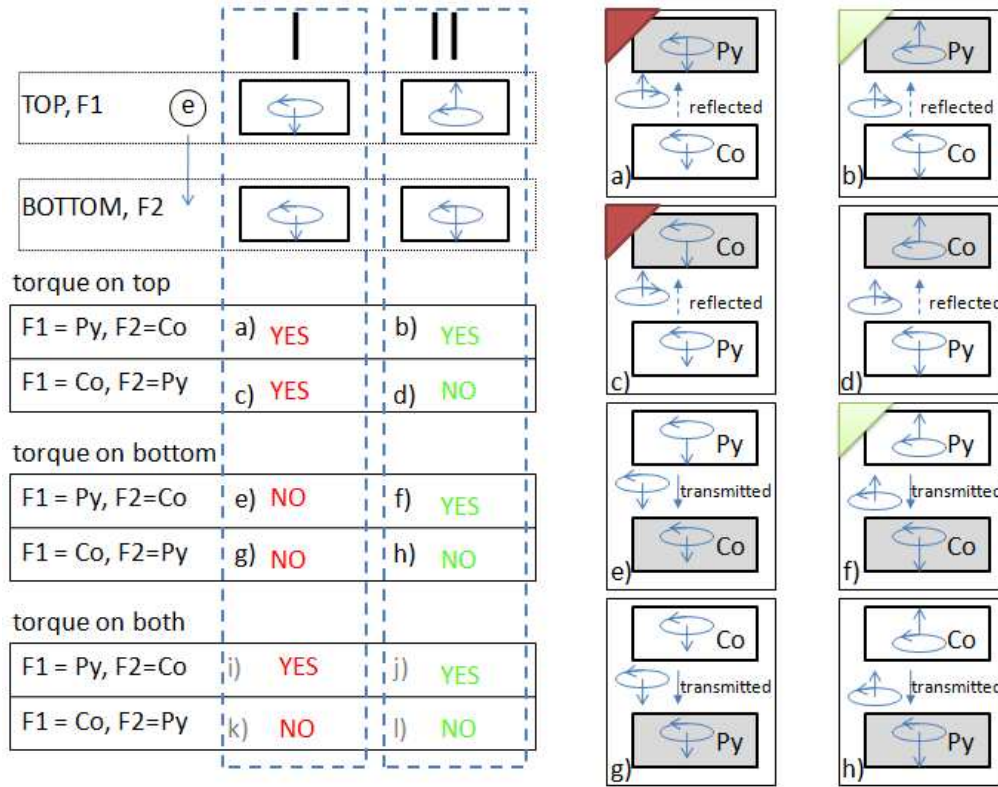 I II
TOP, F1 e
BOTTOM, F2
torque on top
F1 = Py, F2=Co a) YES b) YES
F1 = Co, F2=Py c) YES d) NO
torque on bottom
F1 = Py, F2=Co e) NO f) YES
F1 = Co, F2=Py g) NO h) NO
torque on both
F1 = Py, F2=Co i) YES j) YES
F1 = Co, F2=Py k) NO l) NO
Py
reflected
Co
a)
Py
reflected
Co
b)
Co
reflected
Py
c)
Co
reflected
Py
d)
Py
transmitted
Co
e)
Py
transmitted
Co
f)
Co
transmitted
Py
g)
Co
transmitted
Py
h)